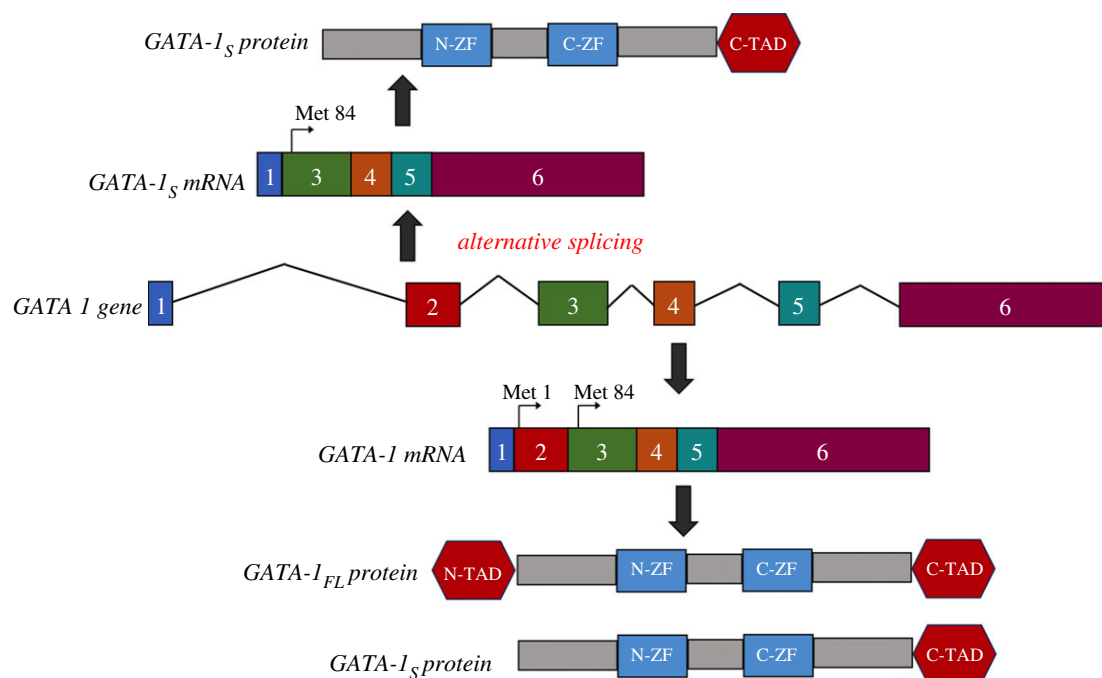 GATA-1S protein N-ZF C-ZF C-TAD
Met 84
GATA-1S mRNA 1 3 4 5 6
alternative splicing
GATA 1 gene 1 2 3 4 5 6
Met 1 Met 84
GATA-1 mRNA 1 2 3 4 5 6
GATA-1FL protein N-TAD N-ZF C-ZF C-TAD
GATA-1S protein N-ZF C-ZF C-TAD